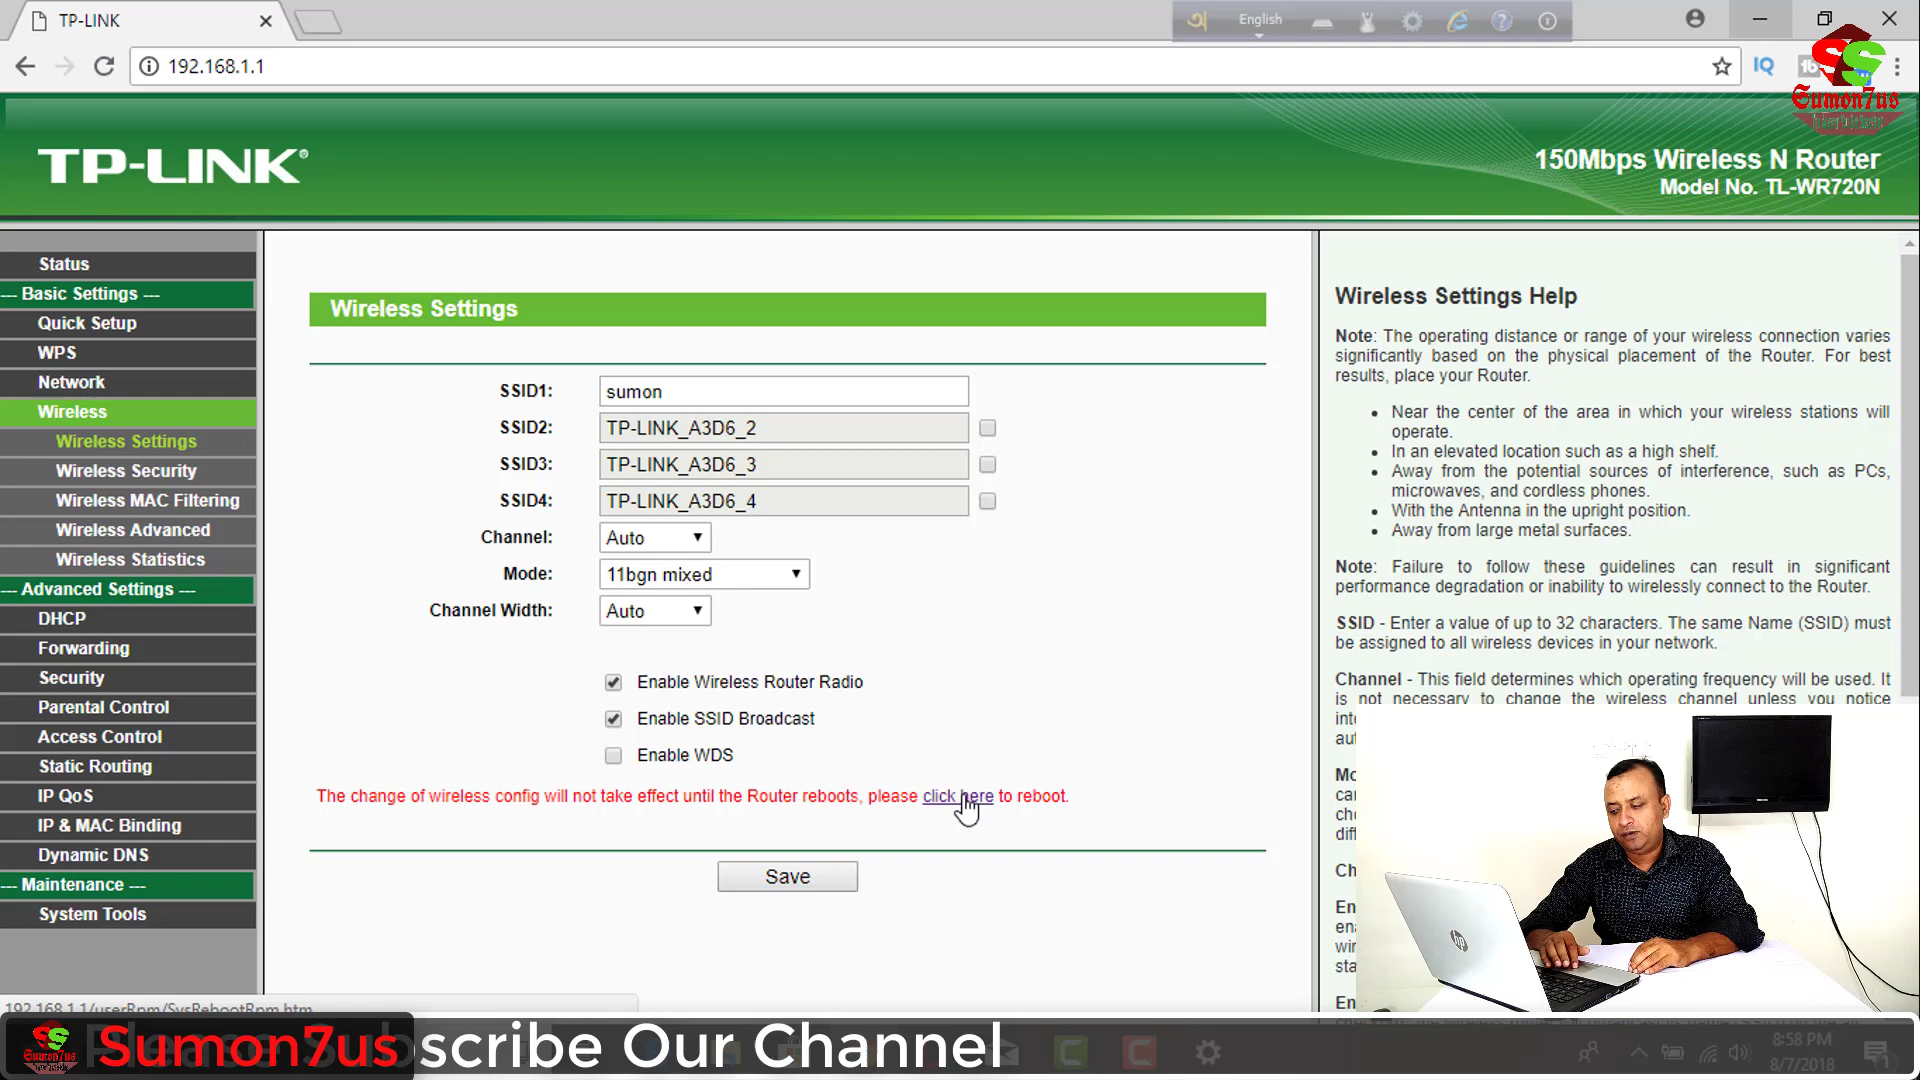 TP-LINK
English
192.168.1.1
IQ
SS
Sumon7us
TP-LINK®
150Mbps Wireless N Router
Model No. TL-WR720N
Status
--- Basic Settings ---
Quick Setup
WPS
Network
Wireless
Wireless Settings
Wireless Security
Wireless MAC Filtering
Wireless Advanced
Wireless Statistics
--- Advanced Settings ---
DHCP
Forwarding
Security
Parental Control
Access Control
Static Routing
IP QoS
IP & MAC Binding
Dynamic DNS
--- Maintenance ---
System Tools
Wireless Settings
SSID1: sumon
SSID2: TP-LINK_A3D6_2
SSID3: TP-LINK_A3D6_3
SSID4: TP-LINK_A3D6_4
Channel: Auto
Mode: 11bgn mixed
Channel Width: Auto
Enable Wireless Router Radio
Enable SSID Broadcast
Enable WDS
The change of wireless config will not take effect until the Router reboots, please click here to reboot.
Save
Wireless Settings Help
Note: The operating distance or range of your wireless connection varies
significantly based on the physical placement of the Router. For best
results, place your Router.
• Near the center of the area in which your wireless stations will
operate.
• In an elevated location such as a high shelf.
• Away from the potential sources of interference, such as PCs,
microwaves, and cordless phones.
• With the Antenna in the upright position.
• Away from large metal surfaces.
Note: Failure to follow these guidelines can result in significant
performance degradation or inability to wirelessly connect to the Router.
SSID - Enter a value of up to 32 characters. The same Name (SSID) must
be assigned to all wireless devices in your network.
Channel - This field determines which operating frequency will be used. It
is not necessary to change the wireless channel unless you notice
hp
192.168.1.1/userRpm/SysRebootRpm.htm
Sumon7us
scribe Our Channel
8:58 PM
8/7/2018